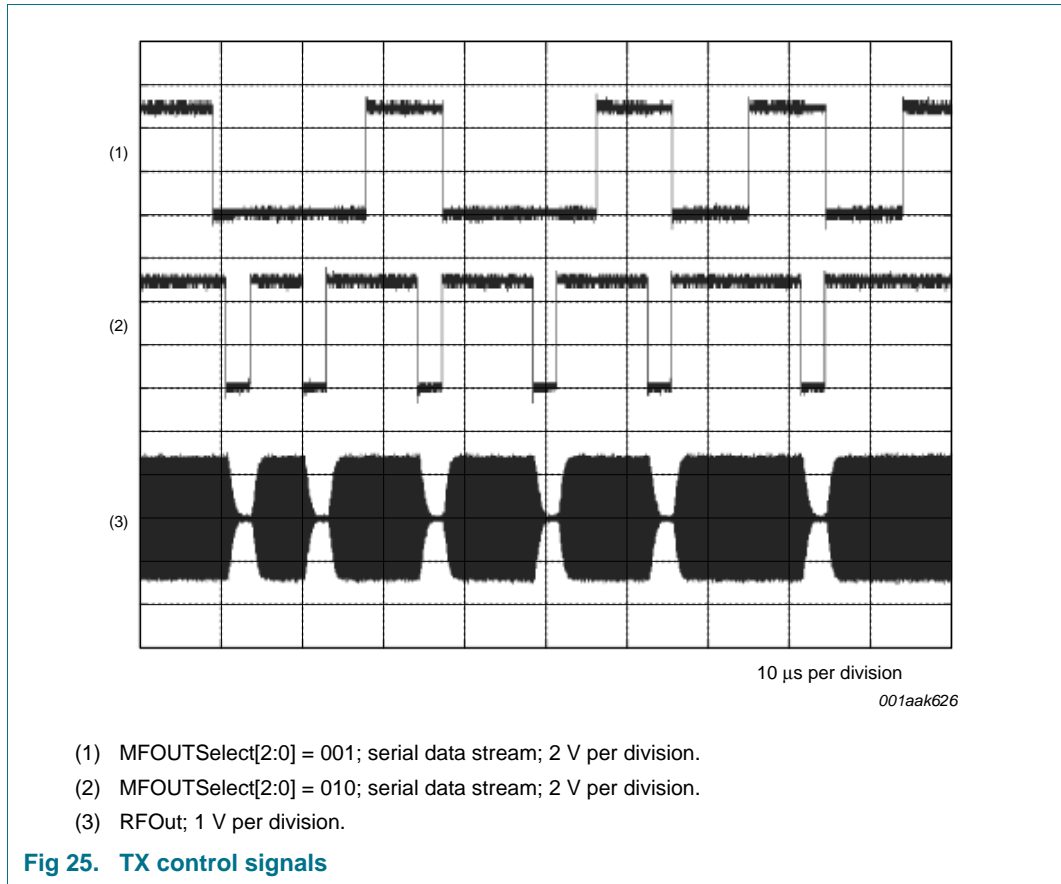 (1)
(2)
(3)
10 μs per division
001aak626
(1) MFOUTSelect[2:0] = 001; serial data stream; 2 V per division.
(2) MFOUTSelect[2:0] = 010; serial data stream; 2 V per division.
(3) RFOut; 1 V per division.
Fig 25. TX control signals